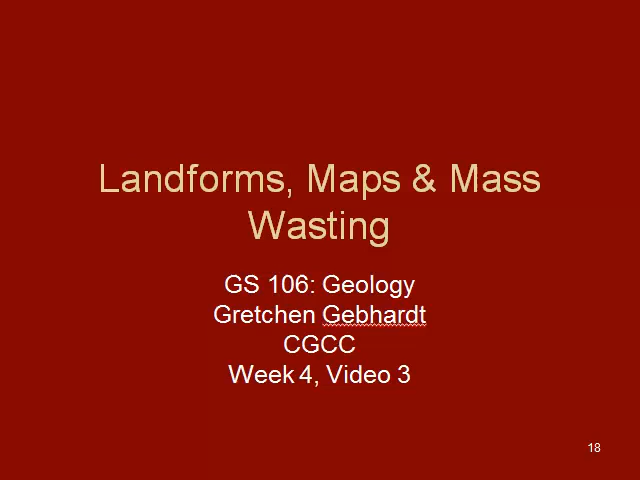 Landforms, Maps & Mass
Wasting
GS 106: Geology
Gretchen Gebhardt
CGCC
Week 4, Video 3
18